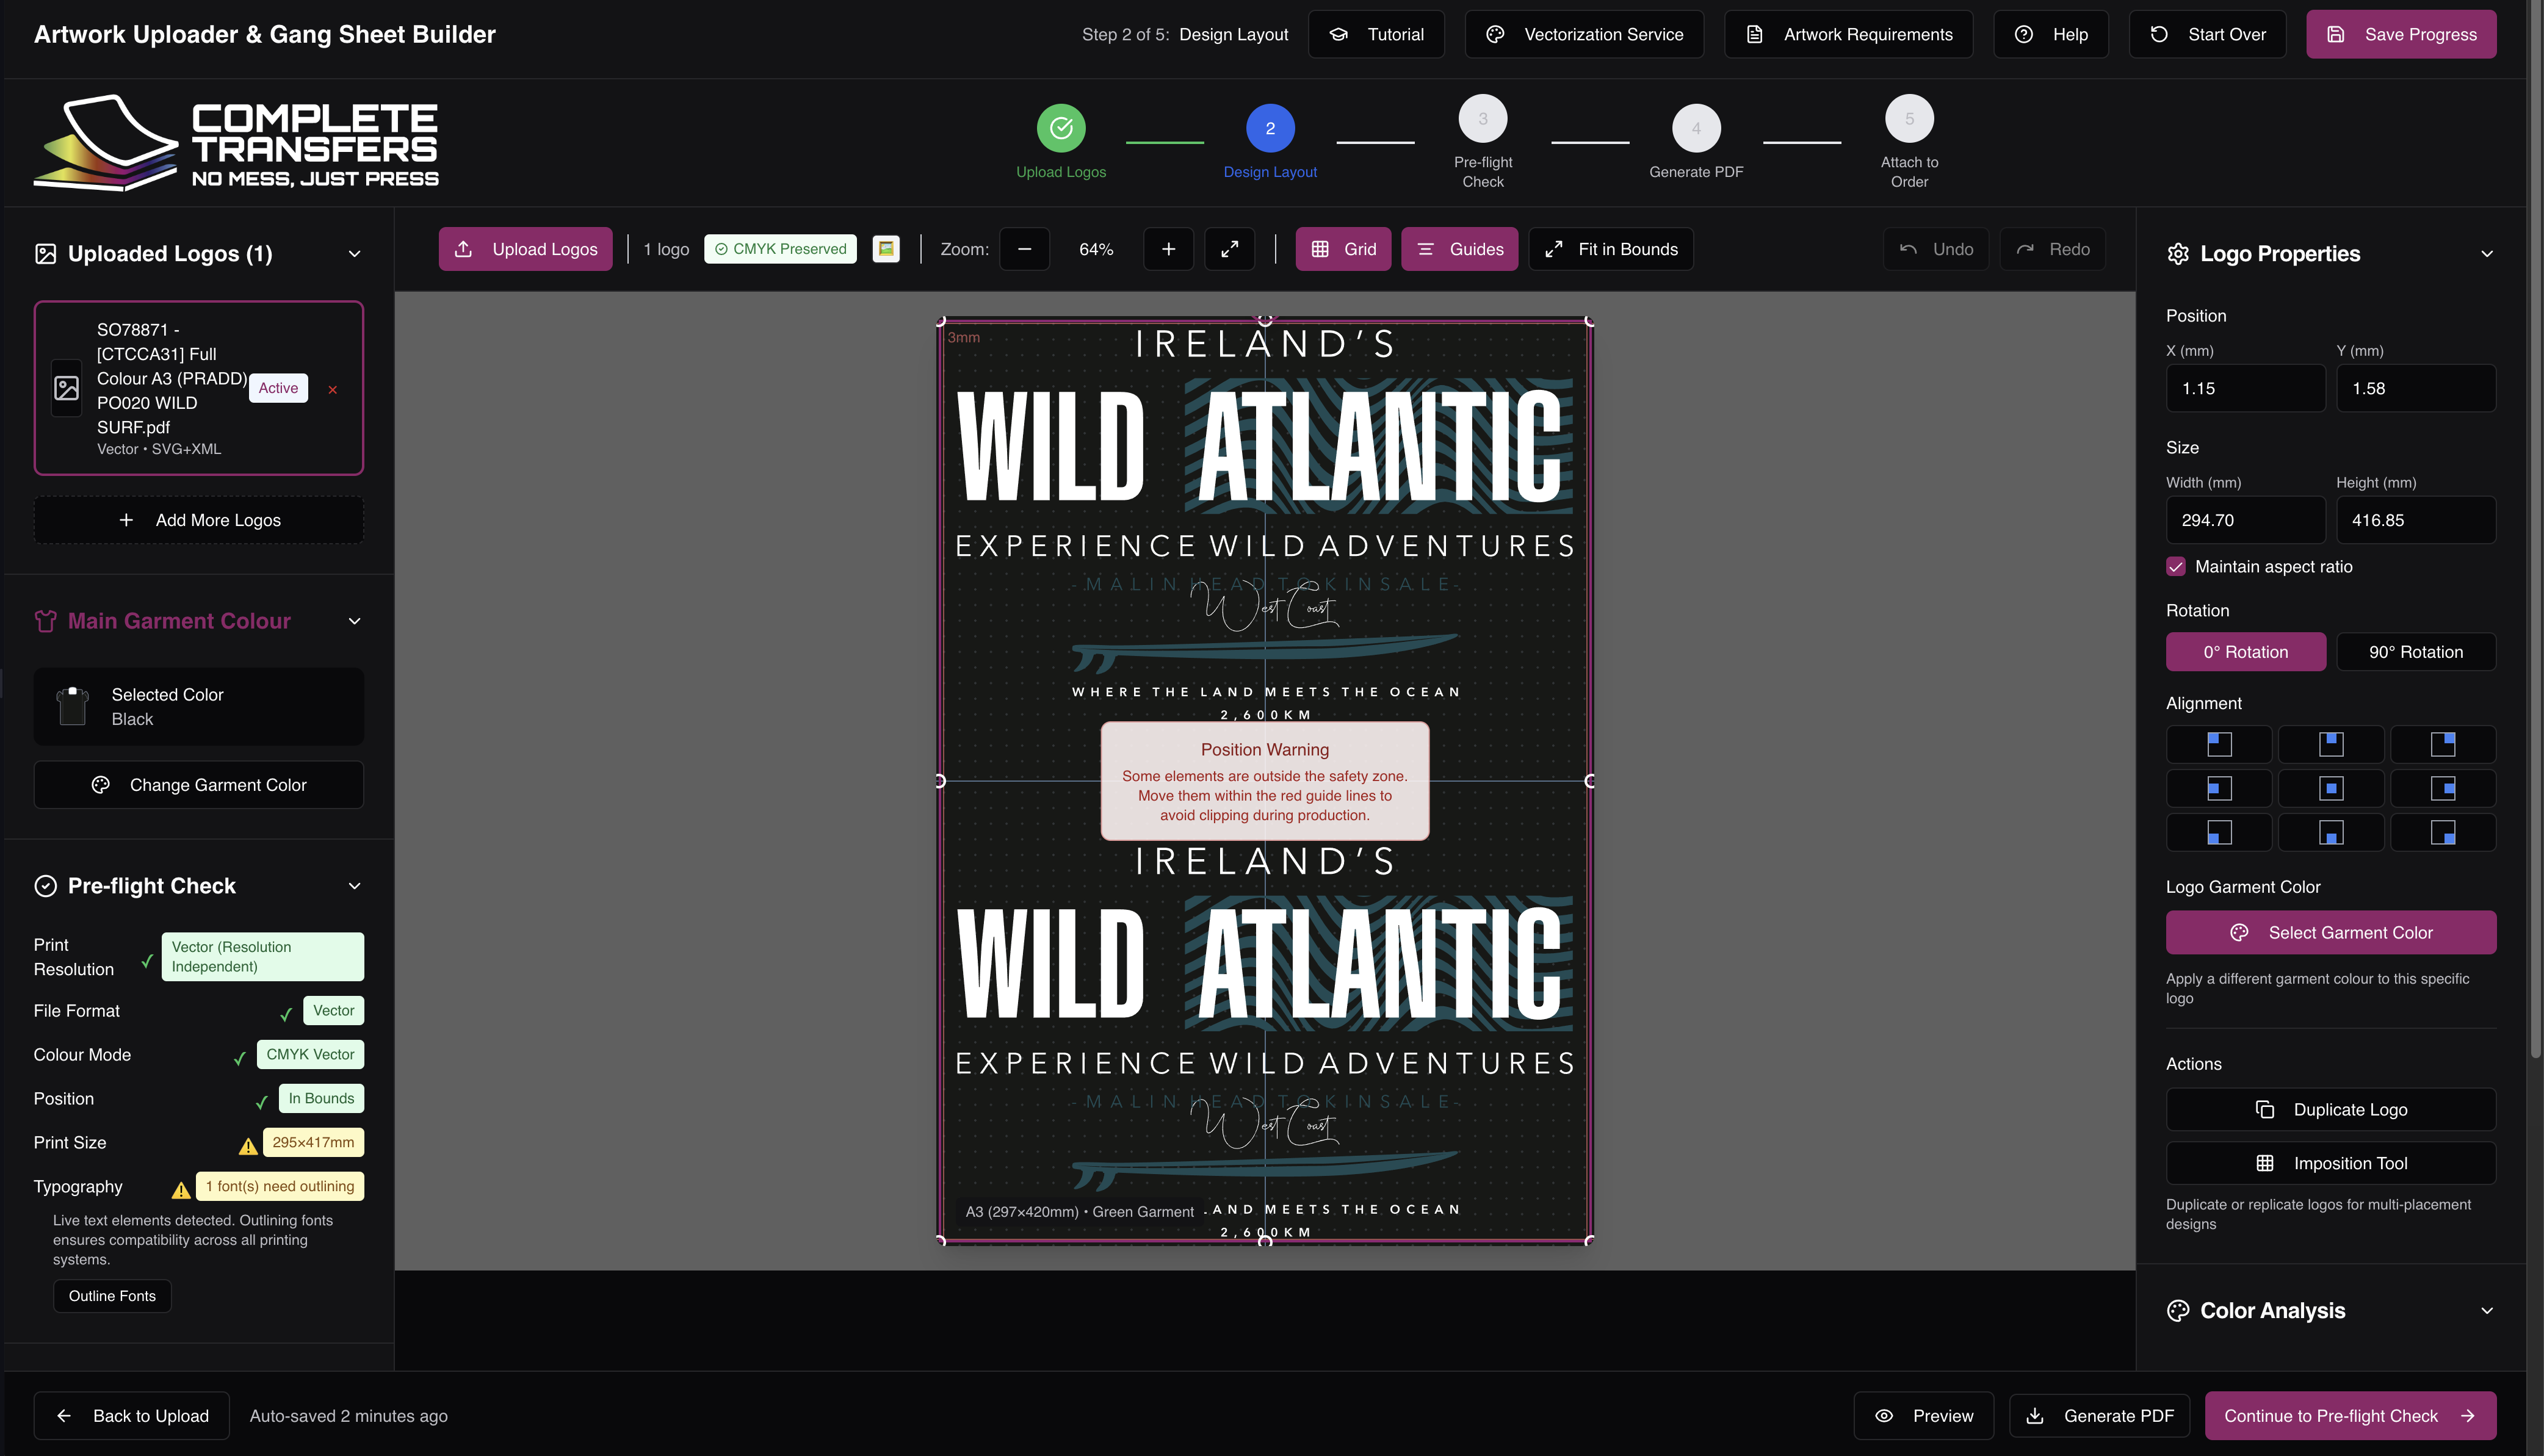 Artwork Uploader & Gang Sheet Builder
Step 2 of 5: Design Layout
Tutorial
Vectorization Service
Artwork Requirements
Help
Start Over
Save Progress
COMPLETE
TRANSFERS
NO MESS, JUST PRESS
Upload Logos
2
Design Layout
3
Pre-flight
Check
4
Generate PDF
5
Attach to
Order
Uploaded Logos (1)
SO78871 -
[CTCCA31] Full
Colour A3 (PRADD)
PO020 WILD
SURF.pdf
Vector • SVG+XML
Active
Add More Logos
Main Garment Colour
Selected Color
Black
Change Garment Color
Pre-flight Check
Print
Resolution
Vector (Resolution
Independent)
File Format
Vector
Colour Mode
CMYK Vector
Position
In Bounds
Print Size
295×417mm
Typography
1 font(s) need outlining
Live text elements detected. Outlining fonts
ensures compatibility across all printing
systems.
Outline Fonts
Upload Logos
1 logo
CMYK Preserved
Zoom:
64%
Grid
Guides
Fit in Bounds
Undo
Redo
3mm
IRELAND'S
WILD ATLANTIC
EXPERIENCE WILD ADVENTURES
- MALIN HEAD TO KINSALE-
West Coast
WHERE THE LAND MEETS THE OCEAN
2,600KM
Position Warning
Some elements are outside the safety zone.
Move them within the red guide lines to
avoid clipping during production.
IRELAND'S
WILD ATLANTIC
EXPERIENCE WILD ADVENTURES
- MALIN HEAD TO KINSALE-
West Coast
A3 (297×420mm) • Green Garment
LAND MEETS THE OCEAN
2,600KM
Logo Properties
Position
X (mm)
Y (mm)
1.15
1.58
Size
Width (mm)
Height (mm)
294.70
416.85
Maintain aspect ratio
Rotation
0° Rotation
90° Rotation
Alignment
Logo Garment Color
Select Garment Color
Apply a different garment colour to this specific
logo
Actions
Duplicate Logo
Imposition Tool
Duplicate or replicate logos for multi-placement
designs
Color Analysis
Back to Upload
Auto-saved 2 minutes ago
Preview
Generate PDF
Continue to Pre-flight Check